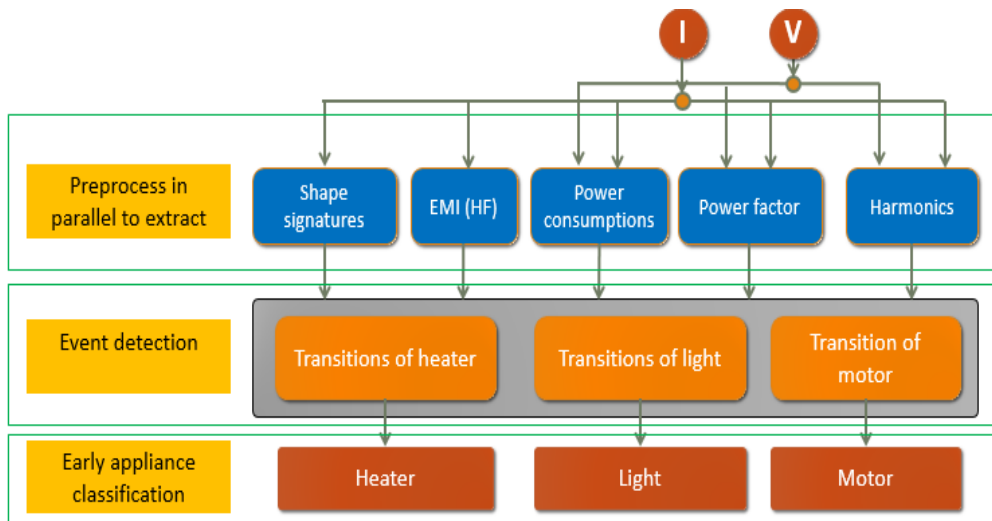 I
V
Preprocess in
parallel to extract
Shape
signatures
EMI (HF)
Power
consumptions
Power factor
Harmonics
Event detection
Transitions of heater
Transitions of light
Transition of
motor
Early appliance
classification
Heater
Light
Motor